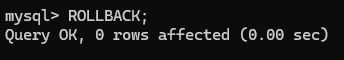 mysql> ROLLBACK;
Query OK, 0 rows affected (0.00 sec)